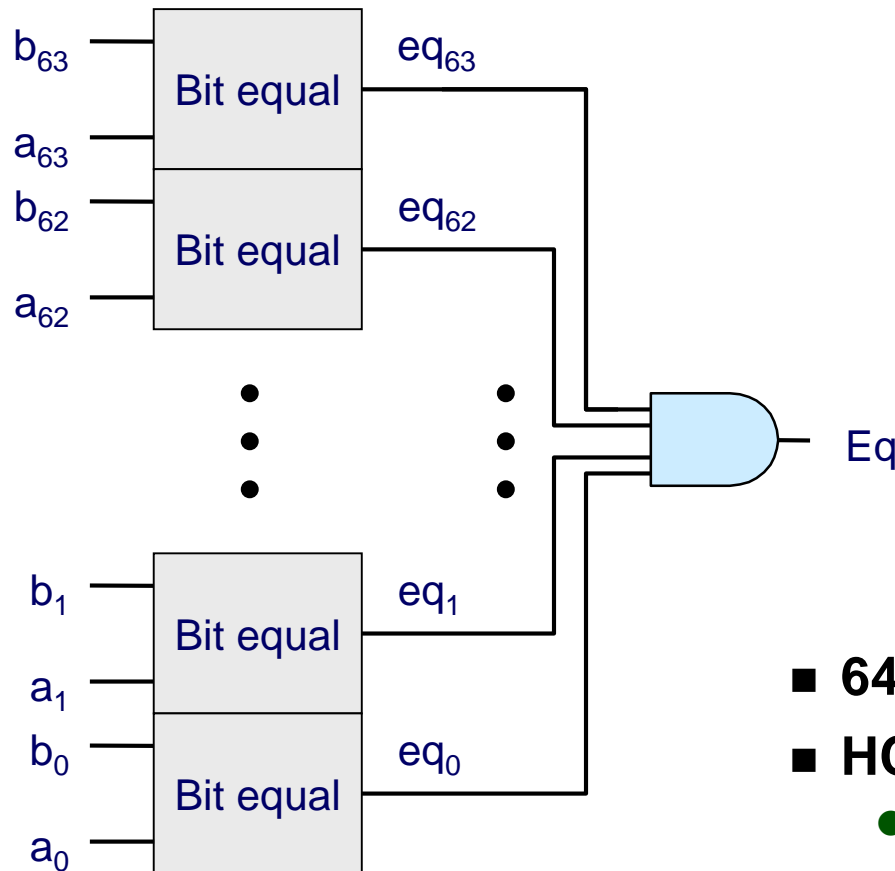 b63
Bit equal
eq63
a63
b62
Bit equal
eq62
a62
Eq
b1
Bit equal
eq1
a1
b0
Bit equal
eq0
a0
■ 64
■ HC